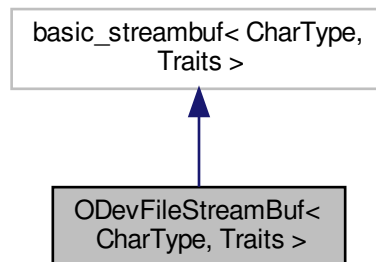 basic_streambuf< CharType,
Traits >
ODevFileStreamBuf<
CharType, Traits >